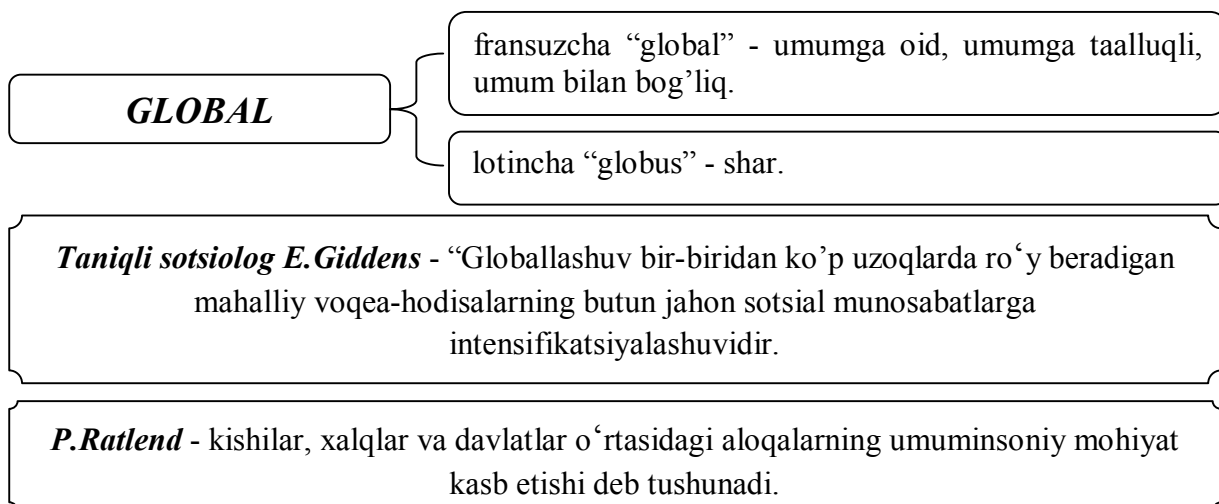 GLOBAL
fransuzcha “global” - umumga oid, umumga taalluqli,
umum bilan bog’liq.
lotincha “globus” - shar.
Taniqli sotsiolog E.Giddens - “Globallashuv bir-biridan ko’p uzoqlarda ro‘y beradigan
mahalliy voqea-hodisalarning butun jahon sotsial munosabatlarga
intensifikatsiyalashuvidir.
P.Ratlend - kishilar, xalqlar va davlatlar o‘rtasidagi aloqalarning umuminsoniy mohiyat
kasb etishi deb tushunadi.